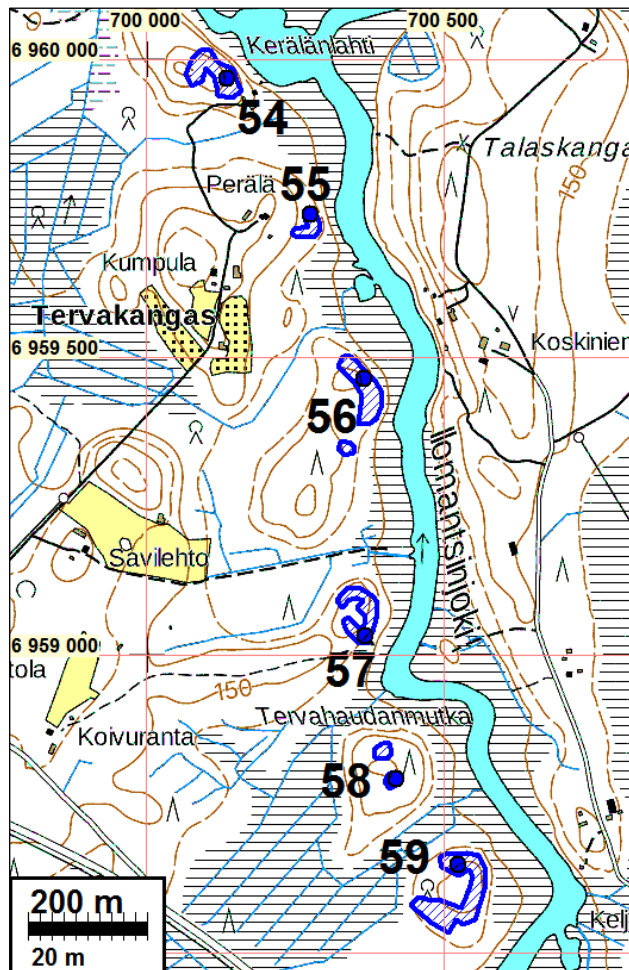 700 000
700 500
6 960 000
Kerälänlahti
54
Talaskanga
150
Perälä
55
Kumpula
Tervakangas
Koskiniem
6 959 500
56
Ilomantsinjoki
Savilehto
6 959 000
57
tola
150
Tervahaudanmutka
Koivuranta
58
59
200 m
20 m
Kelj